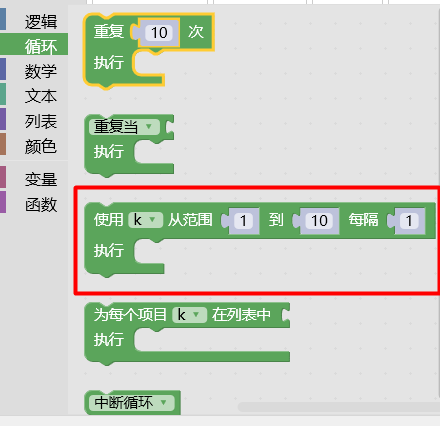 逻辑
循环
数学
文本
列表
颜色
变量
函数
重复 10 次
执行
重复当
执行
使用 k 从范围 1 到 10 每隔 1
执行
为每个项目 k 在列表中
执行
中断循环